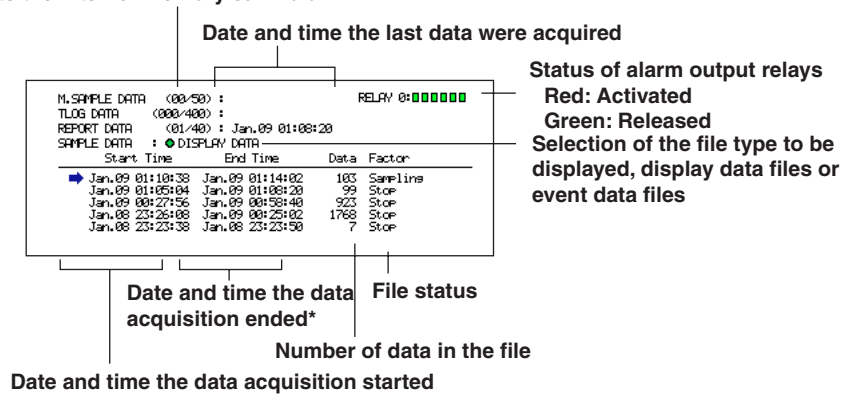 Date and time the last data were acquired
Status of alarm output relays
Red: Activated
Green: Released
Selection of the file type to be
displayed, display data files or
event data files
M.SAMPLE DATA (00/50) :
RELAY 0:
TLOG DATA (000/400) :
REPORT DATA (01/40) : Jan.09 01:08:20
SAMPLE DATA : DISPLAY DATA
Start Time End Time Data Factor
Jan.09 01:10:38 Jan.09 01:14:02 103 Sampling
Jan.09 01:05:04 Jan.09 01:08:20 99 Stop
Jan.09 00:27:56 Jan.09 00:58:40 923 Stop
Jan.08 23:26:08 Jan.09 00:25:02 1768 Stop
Jan.08 23:23:38 Jan.08 23:23:50 7 Stop
Date and time the data
acquisition ended*
File status
Number of data in the file
Date and time the data acquisition started